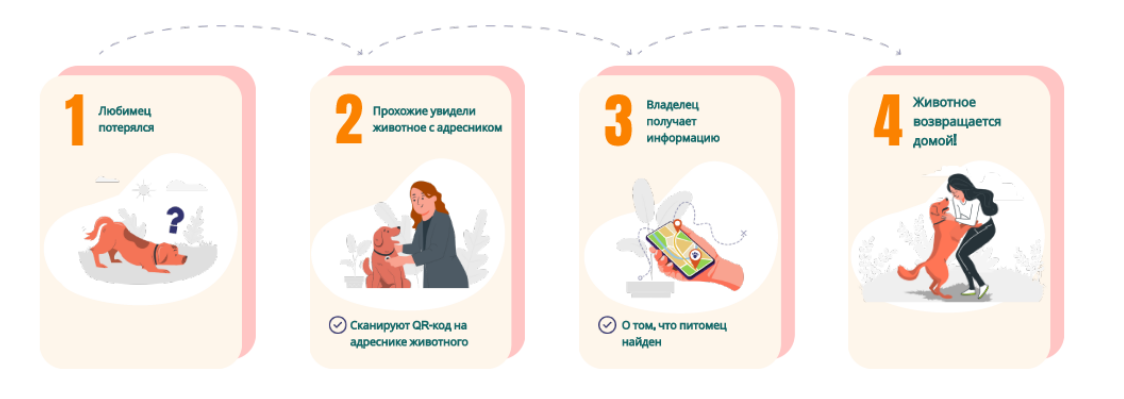 1
Любимец
потерялся
?
2
Прохожие увидели
животное с адресником
Сканируют QR-код на
адреснике животного
3
Владелец
получает
информацию
О том, что питомец
найден
4
Животное
возвращается
домой!